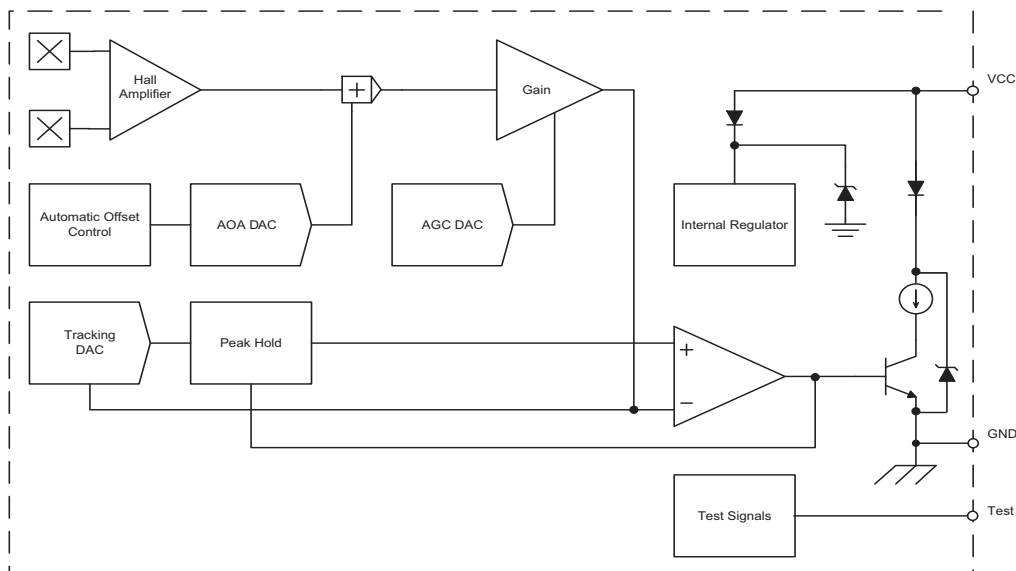 Hall
Amplifier
+
Gain
VCC
Automatic Offset
Control
AOA DAC
AGC DAC
Internal Regulator
Tracking
DAC
Peak Hold
+
−
GND
Test Signals
Test